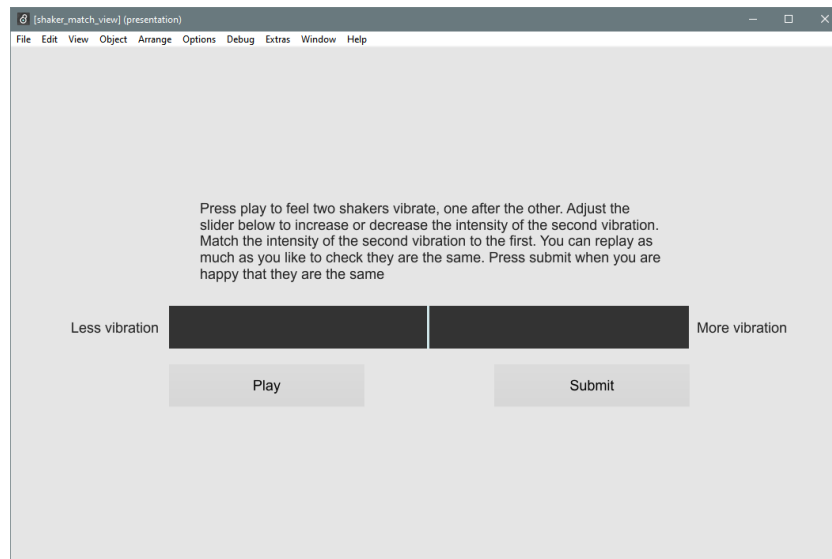 [shaker_match_view] (presentation)
File Edit View Object Arrange Options Debug Extras Window Help
Press play to feel two shakers vibrate, one after the other. Adjust the
slider below to increase or decrease the intensity of the second vibration.
Match the intensity of the second vibration to the first. You can replay as
much as you like to check they are the same. Press submit when you are
happy that they are the same
Less vibration More vibration
Play Submit